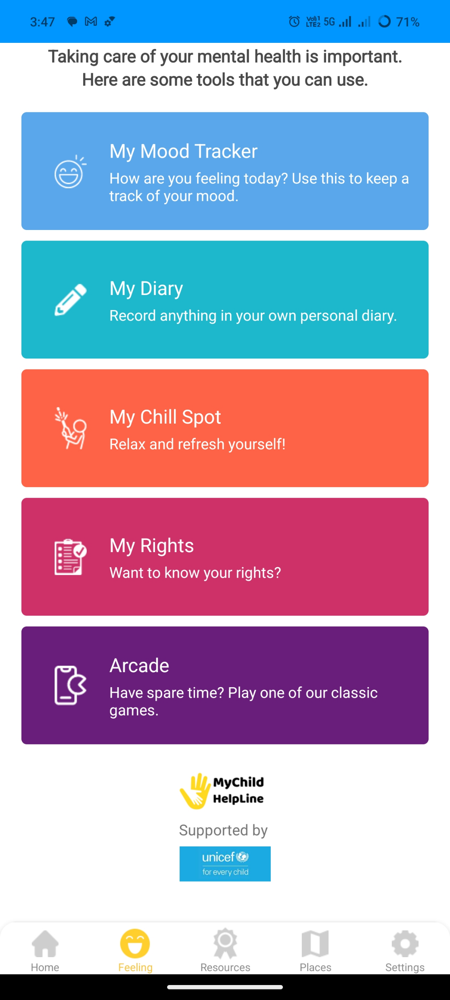 3:47 Vo)) 1 LTE2 5G 71%
Taking care of your mental health is important.
Here are some tools that you can use.
My Mood Tracker
How are you feeling today? Use this to keep a
track of your mood.
My Diary
Record anything in your own personal diary.
My Chill Spot
Relax and refresh yourself!
My Rights
Want to know your rights?
Arcade
Have spare time? Play one of our classic
games.
MyChild
HelpLine
Supported by
unicef
for every child
Home Feeling Resources Places Settings